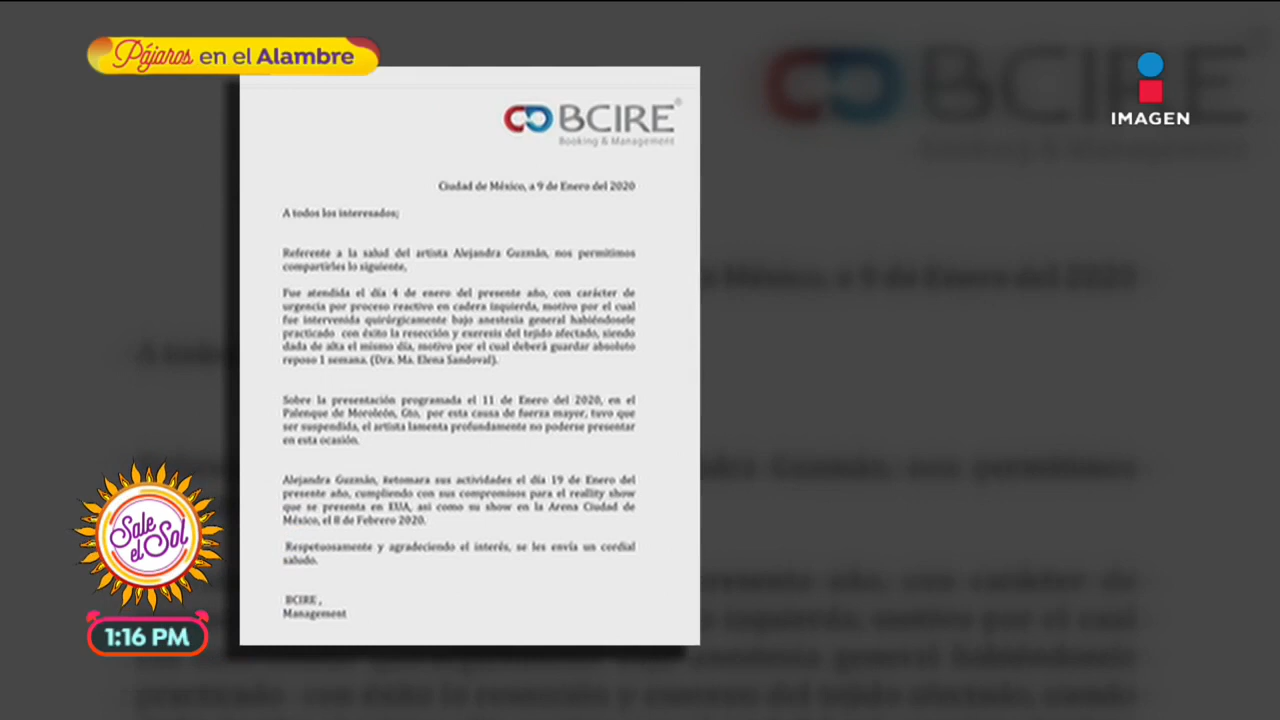 Pájaros en el Alambre
IMAGEN
BCIRE®
Booking & Management
Ciudad de México, a 9 de Enero del 2020
A todos los interesados;
Referente a la salud del artista Alejandra Guzmán, nos permitimos
compartirles lo siguiente,
Fue atendida el día 4 de enero del presente año, con carácter de
urgencia por proceso reactivo en cadera izquierda, motivo por el cual
fue intervenida quirúrgicamente bajo anestesia general habiéndosele
practicado con éxito la resección y exeresis del tejido afectado, siendo
dada de alta el mismo día, motivo por el cual deberá guardar absoluto
reposo 1 semana. (Dra. Ma. Elena Sandoval).
Sobre la presentación programada el 11 de Enero del 2020, en el
Palenque de Moroleón, Gto, por esta causa de fuerza mayor, tuvo que
ser suspendida, el artista lamenta profundamente no poderse presentar
en esta ocasión.
Alejandra Guzmán, retomara sus actividades el día 19 de Enero del
presente año, cumpliendo con sus compromisos para el reallity show
que se presenta en EUA, asi como su show en la Arena Ciudad de
México, el 8 de Febrero 2020.
Respetuosamente y agradeciendo el interés, se les envía un cordial
saludo.
BCIRE ,
Management
Sale
el Sol
1:16 PM